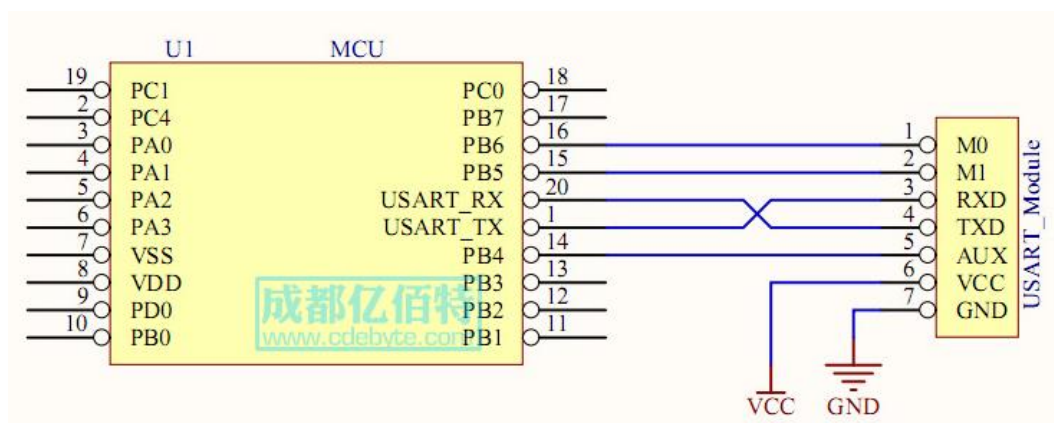 U1 MCU
19 PC1 PC0 18
2 PC4 PB7 17
3 PA0 PB6 16
4 PA1 PB5 15
5 PA2 USART_RX 20
6 PA3 USART_TX 1
7 VSS PB4 14
8 VDD PB3 13
9 PD0 PB2 12
10 PB0 PB1 11
成都亿佰特
www.cdebyte.com
1 M0
2 M1
3 RXD
4 TXD
5 AUX
6 VCC
7 GND
USART_Module
VCC GND